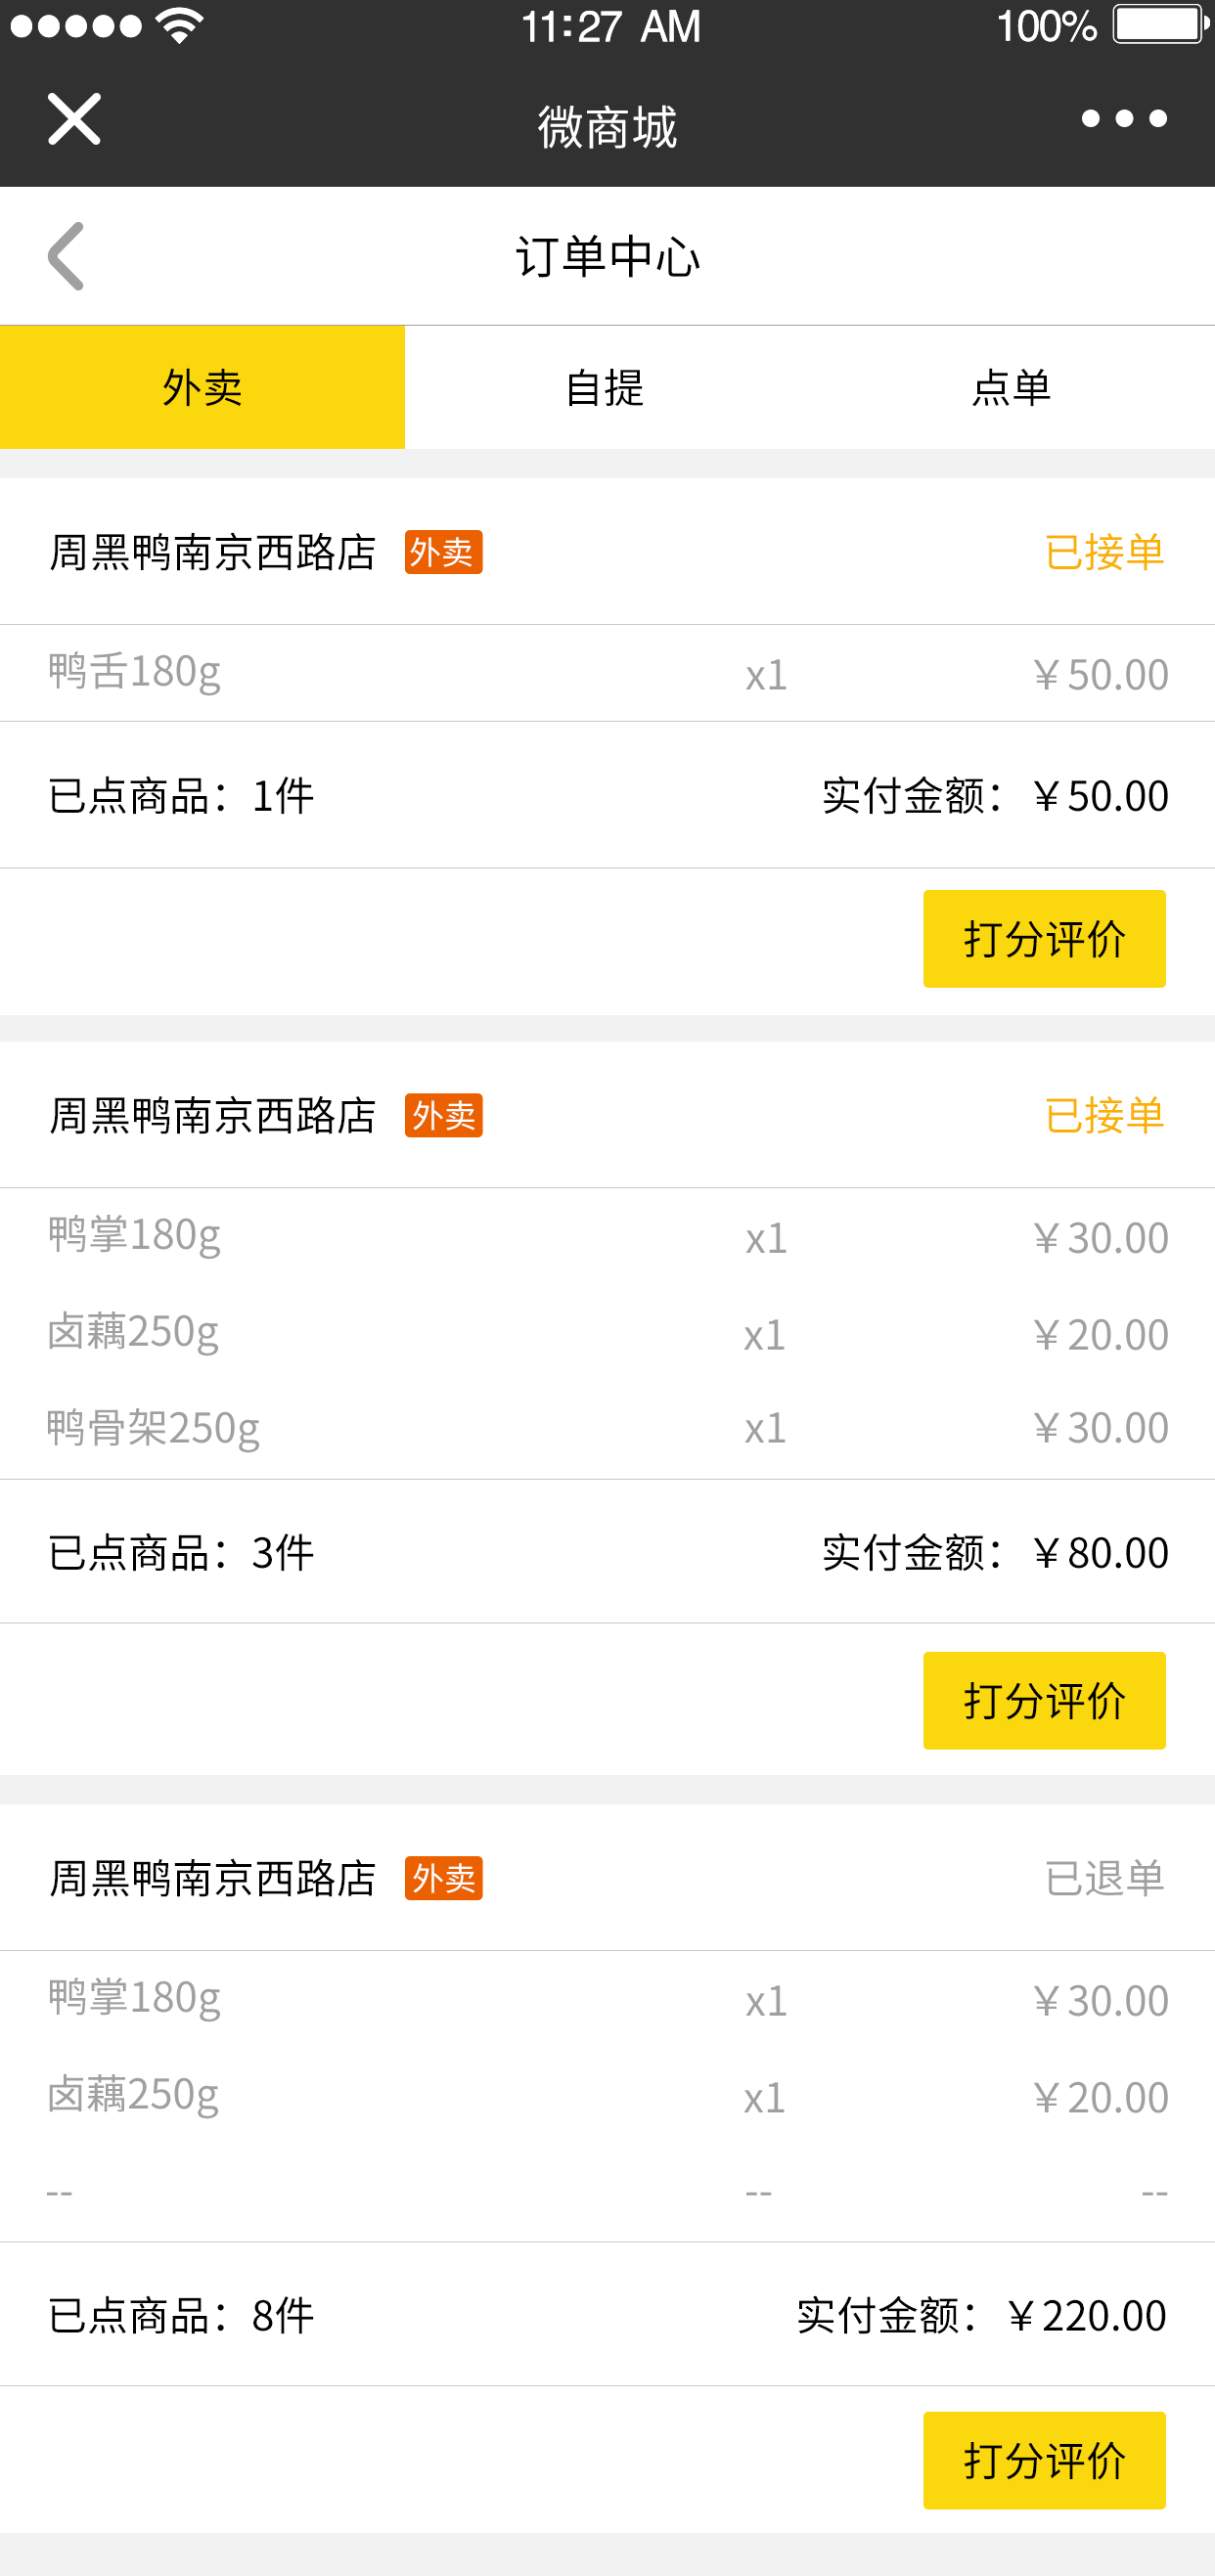 11:27 AM 100%
微商城
订单中心
外卖 自提 点单
周黑鸭南京西路店 外卖 已接单
鸭舌180g x1 ￥50.00
已点商品：1件 实付金额：￥50.00
打分评价
周黑鸭南京西路店 外卖 已接单
鸭掌180g x1 ￥30.00
卤藕250g x1 ￥20.00
鸭骨架250g x1 ￥30.00
已点商品：3件 实付金额：￥80.00
打分评价
周黑鸭南京西路店 外卖 已退单
鸭掌180g x1 ￥30.00
卤藕250g x1 ￥20.00
-- -- --
已点商品：8件 实付金额：￥220.00
打分评价